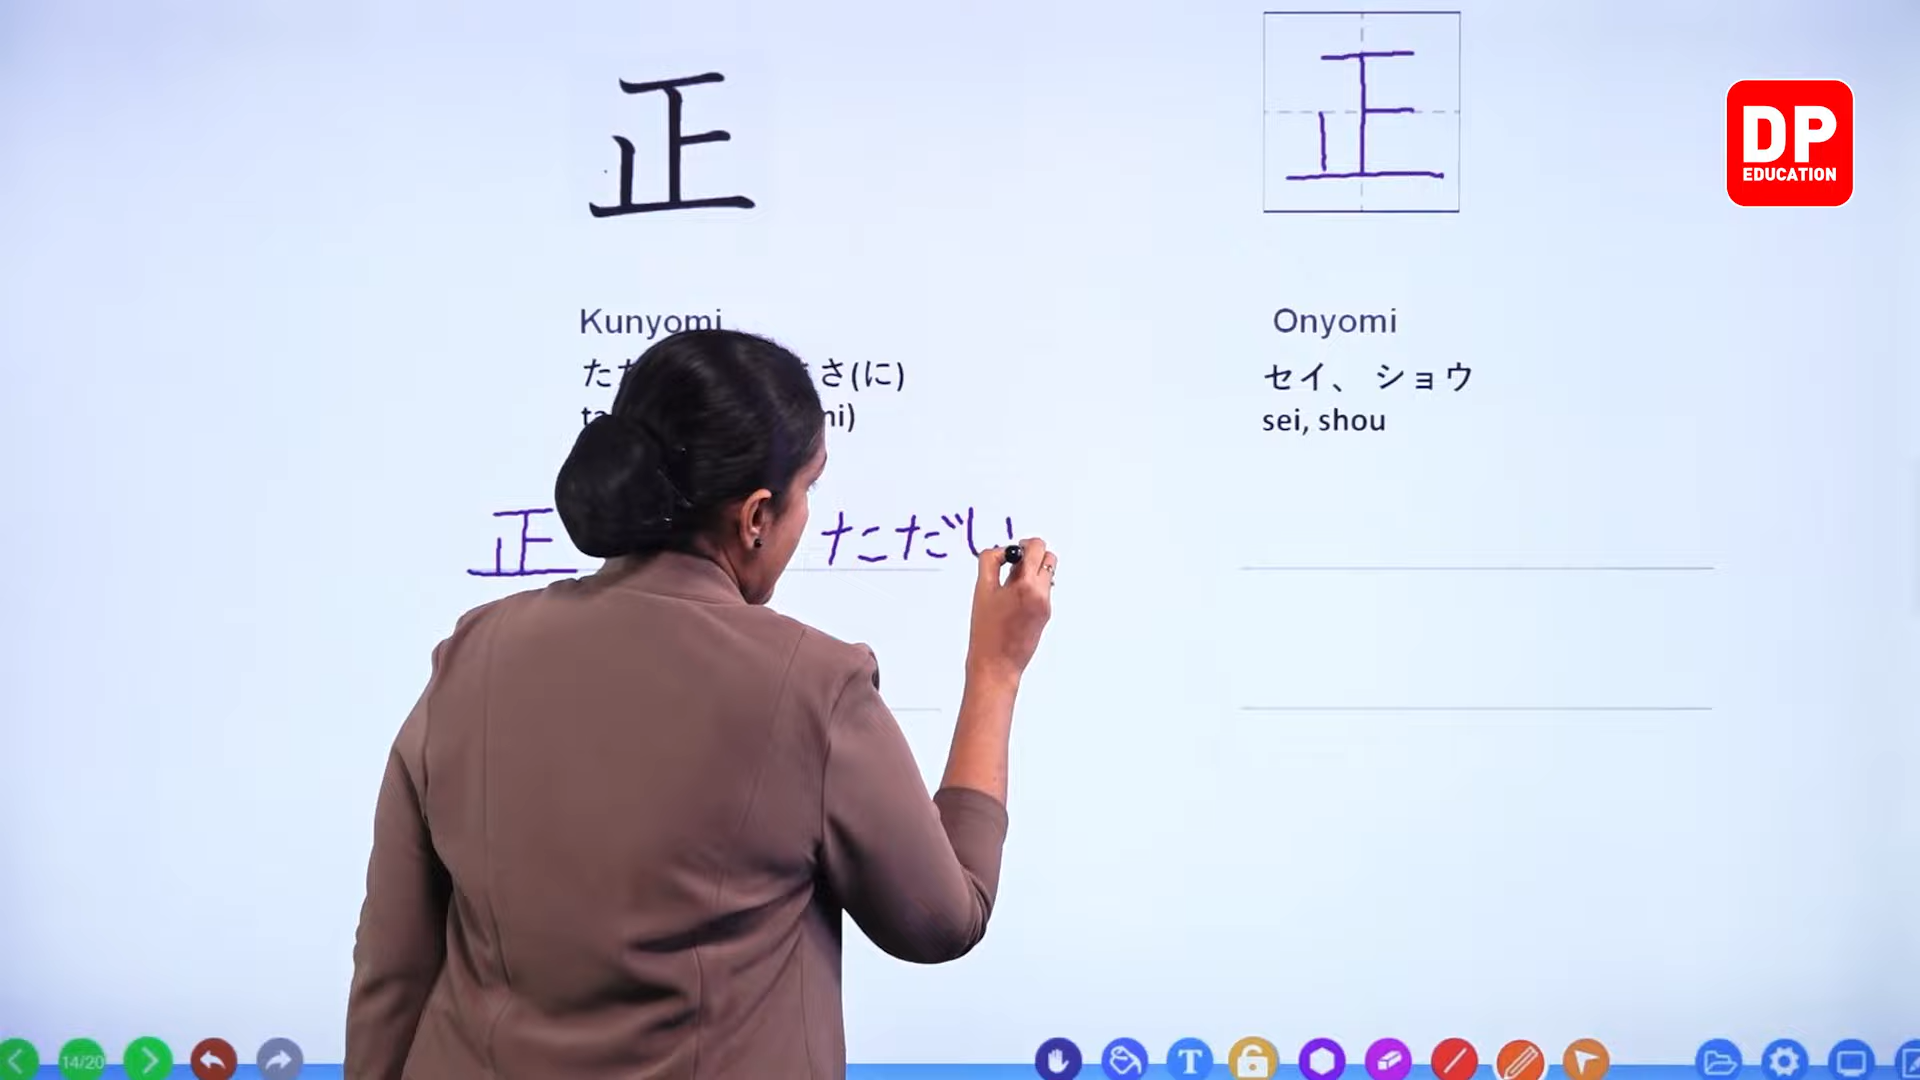 正
正
DP
EDUCATION
Kunyomi
Onyomi
た さ(に)
セイ、ショウ
ta ni)
sei, shou
正 ただしい
14/20
T